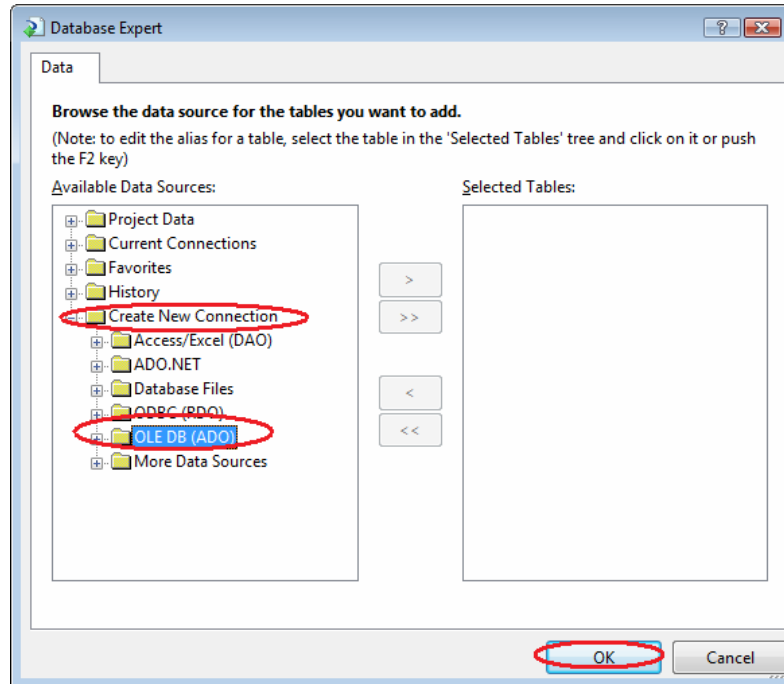 Database Expert
Data
Browse the data source for the tables you want to add.
(Note: to edit the alias for a table, select the table in the 'Selected Tables' tree and click on it or push
the F2 key)
Available Data Sources:
Selected Tables:
Project Data
Current Connections
Favorites
History
Create New Connection
Access/Excel (DAO)
ADO.NET
Database Files
ODBC (RDO)
OLE DB (ADO)
More Data Sources
>
>>
<
<<
OK
Cancel